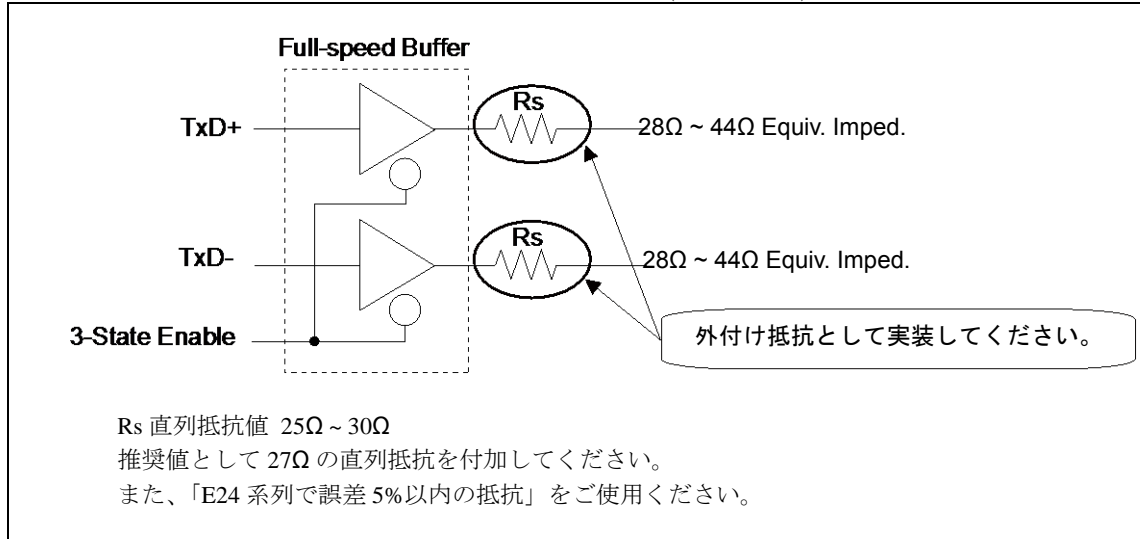 Full-speed Buffer
Rs
TxD+
28Ω ~ 44Ω Equiv. Imped.
Rs
TxD-
28Ω ~ 44Ω Equiv. Imped.
3-State Enable
外付け抵抗として実装してください。
Rs 直列抵抗値 25Ω ~ 30Ω
推奨値として 27Ω の直列抵抗を付加してください。
また、「E24 系列で誤差 5%以内の抵抗」をご使用ください。